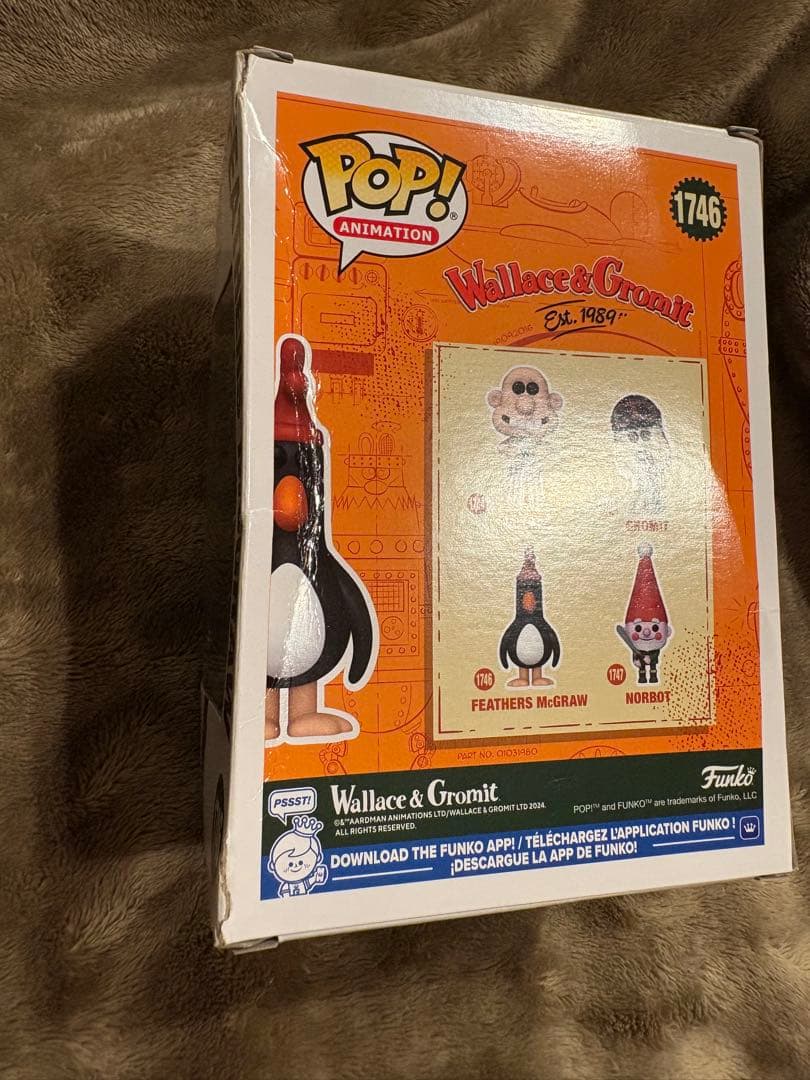 POP!®
ANIMATION
1746
Wallace & Gromit
Est. 1989
GROMIT
1746
FEATHERS McGRAW
1747
NORBOT
PART NO. 01031960
PSSST!
Wallace & Gromit
©&™AARDMAN ANIMATIONS LTD/WALLACE & GROMIT LTD 2024.
ALL RIGHTS RESERVED.
Funko
POP!™ and FUNKO™ are trademarks of Funko, LLC
DOWNLOAD THE FUNKO APP! / TÉLÉCHARGEZ L'APPLICATION FUNKO !
¡DESCARGUE LA APP DE FUNKO!